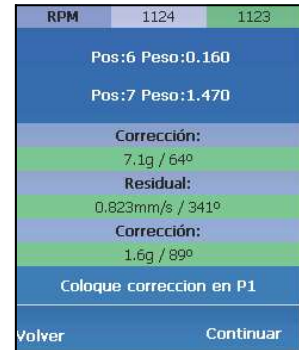 RPM 1124 1123
Pos:6 Peso:0.160
Pos:7 Peso:1.470
Corrección:
7.1g / 64º
Residual:
0.823mm/s / 341º
Corrección:
1.6g / 89º
Coloque correccion en P1
Volver Continuar